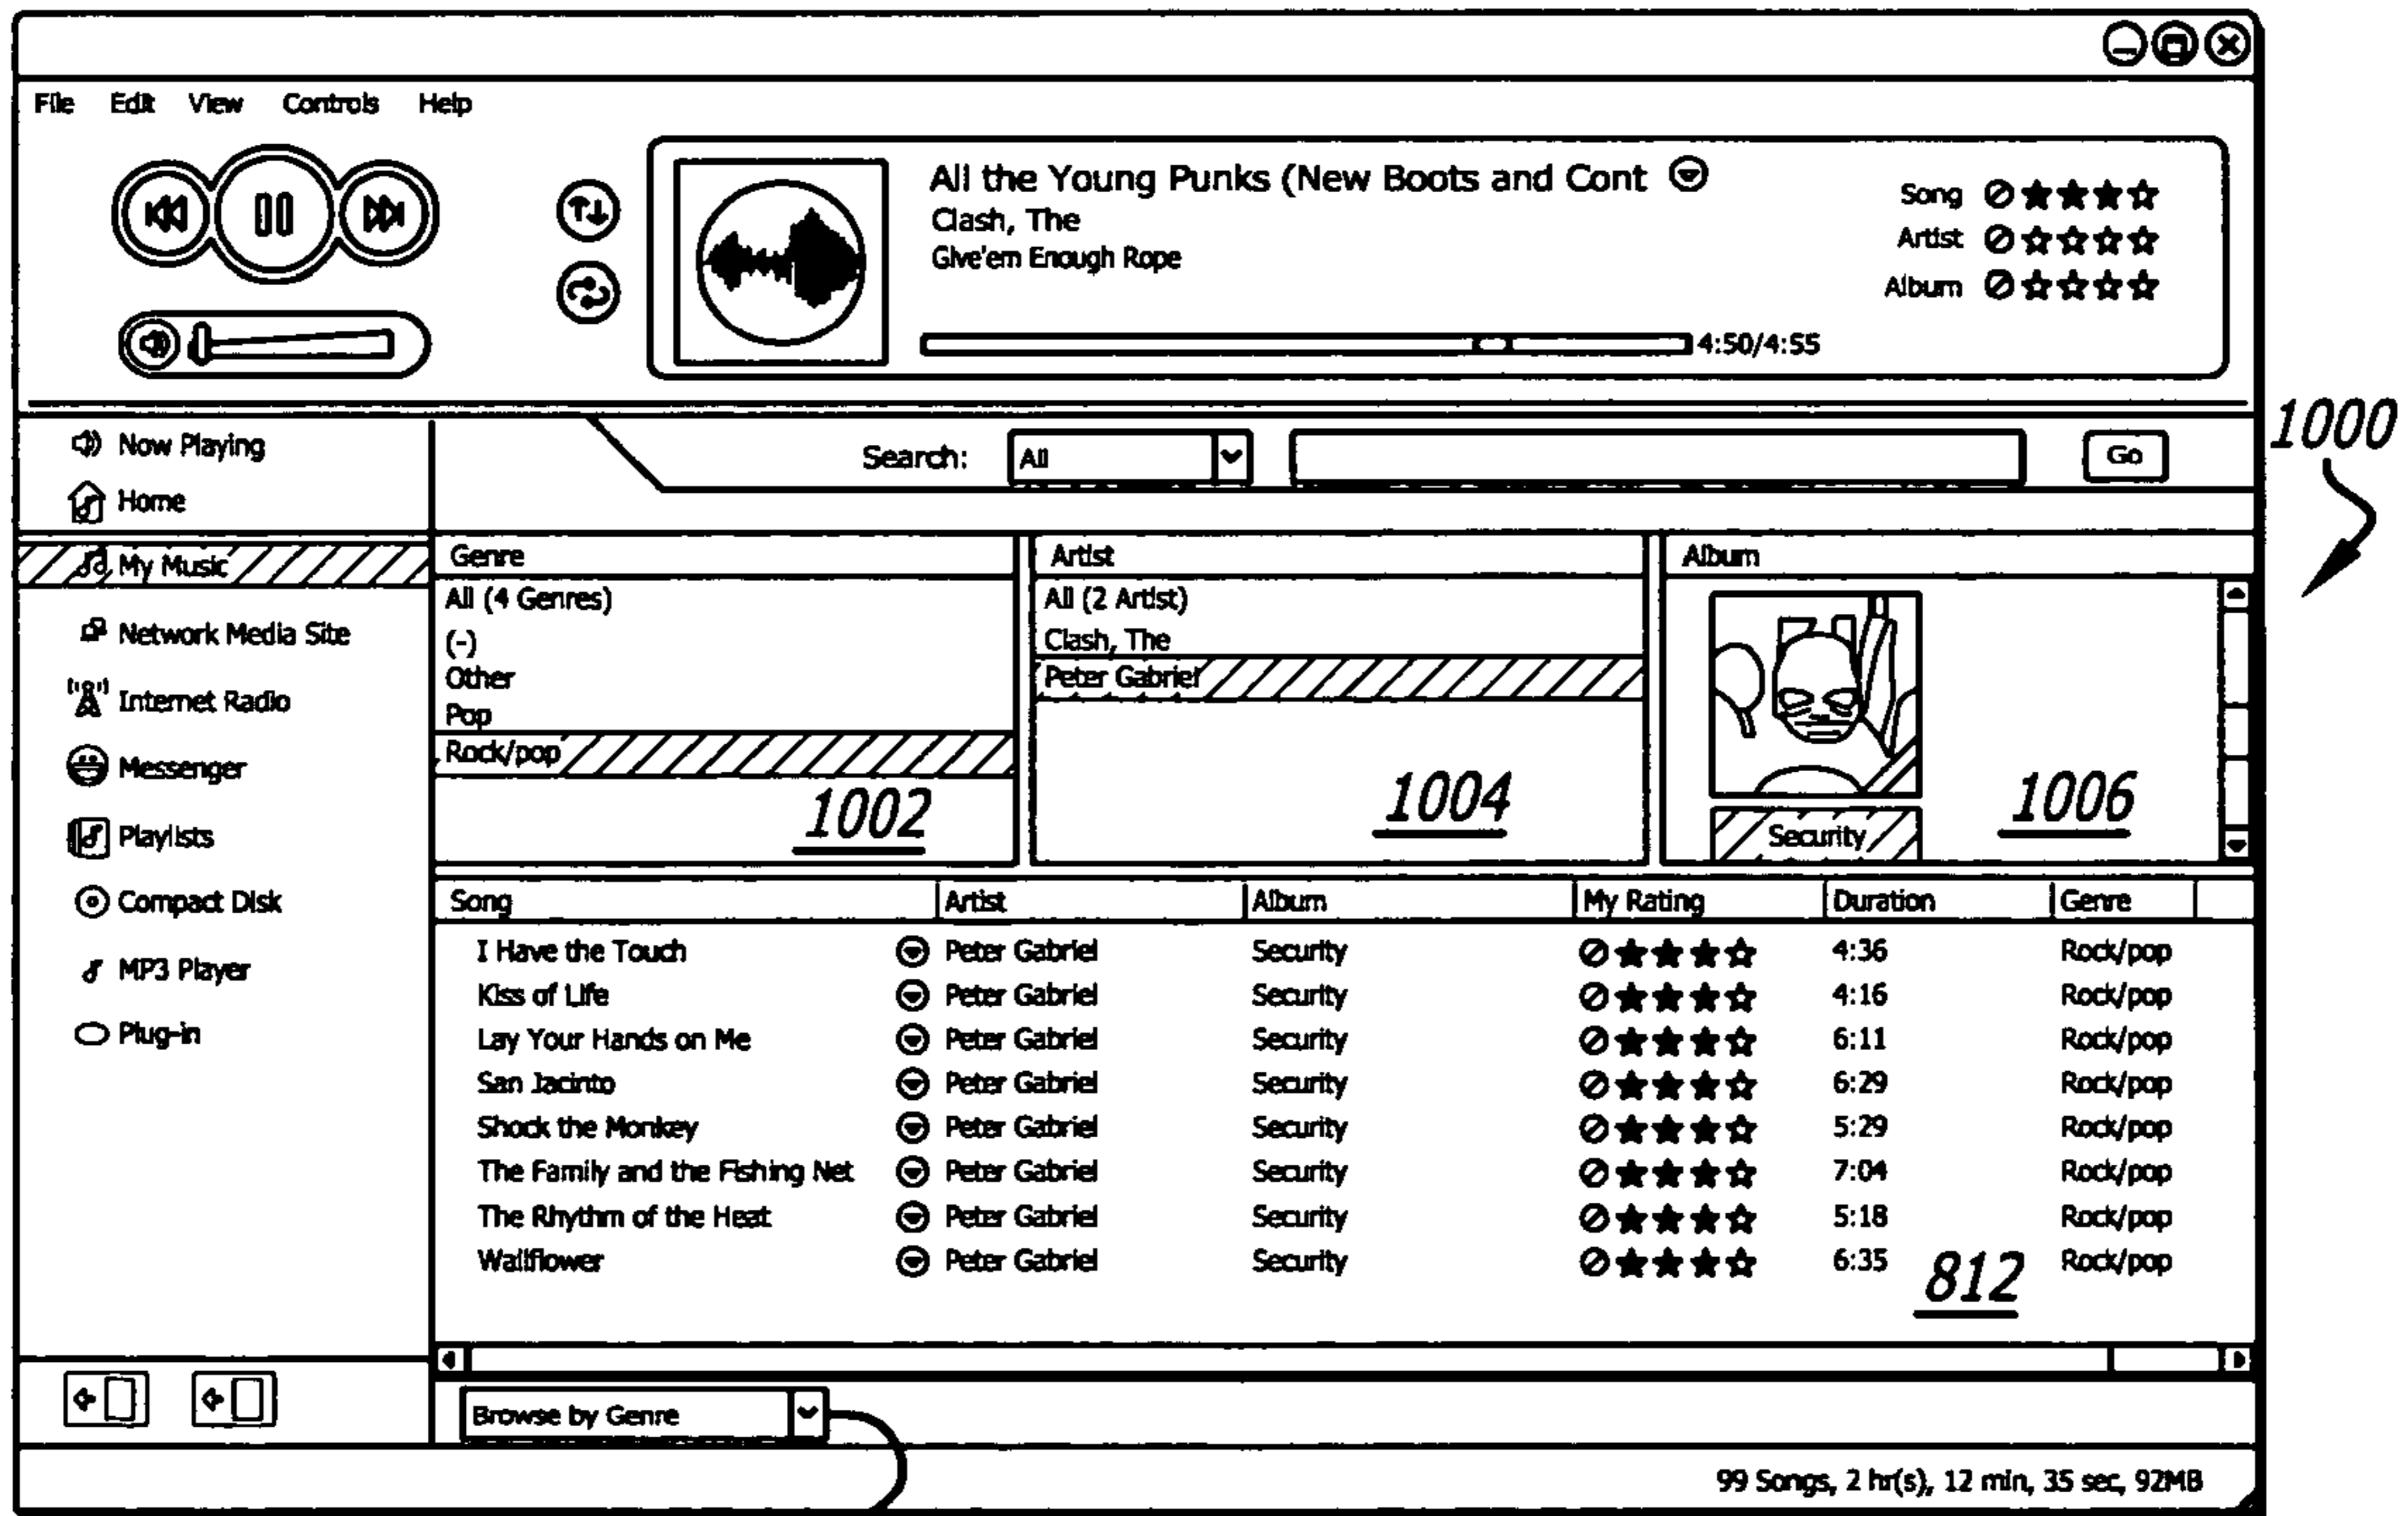 File Edit View Controls Help
All the Young Punks (New Boots and Cont
Clash, The
Give'em Enough Rope
Song
Artist
Album
4:50/4:55
1000
Now Playing
Home
My Music
Network Media Site
Internet Radio
Messenger
Playlists
Compact Disk
MP3 Player
Plug-in
Search: All Go
Genre
All (4 Genres)
(-)
Other
Pop
Rock/pop
1002
Artist
All (2 Artist)
Clash, The
Peter Gabriel
1004
Album
Security
1006
Song Artist Album My Rating Duration Genre
I Have the Touch Peter Gabriel Security 4:36 Rock/pop
Kiss of Life Peter Gabriel Security 4:16 Rock/pop
Lay Your Hands on Me Peter Gabriel Security 6:11 Rock/pop
San Jacinto Peter Gabriel Security 6:29 Rock/pop
Shock the Monkey Peter Gabriel Security 5:29 Rock/pop
The Family and the Fishing Net Peter Gabriel Security 7:04 Rock/pop
The Rhythm of the Heat Peter Gabriel Security 5:18 Rock/pop
Wallflower Peter Gabriel Security 6:35 Rock/pop
812
Browse by Genre
99 Songs, 2 hr(s), 12 min, 35 sec, 92MB